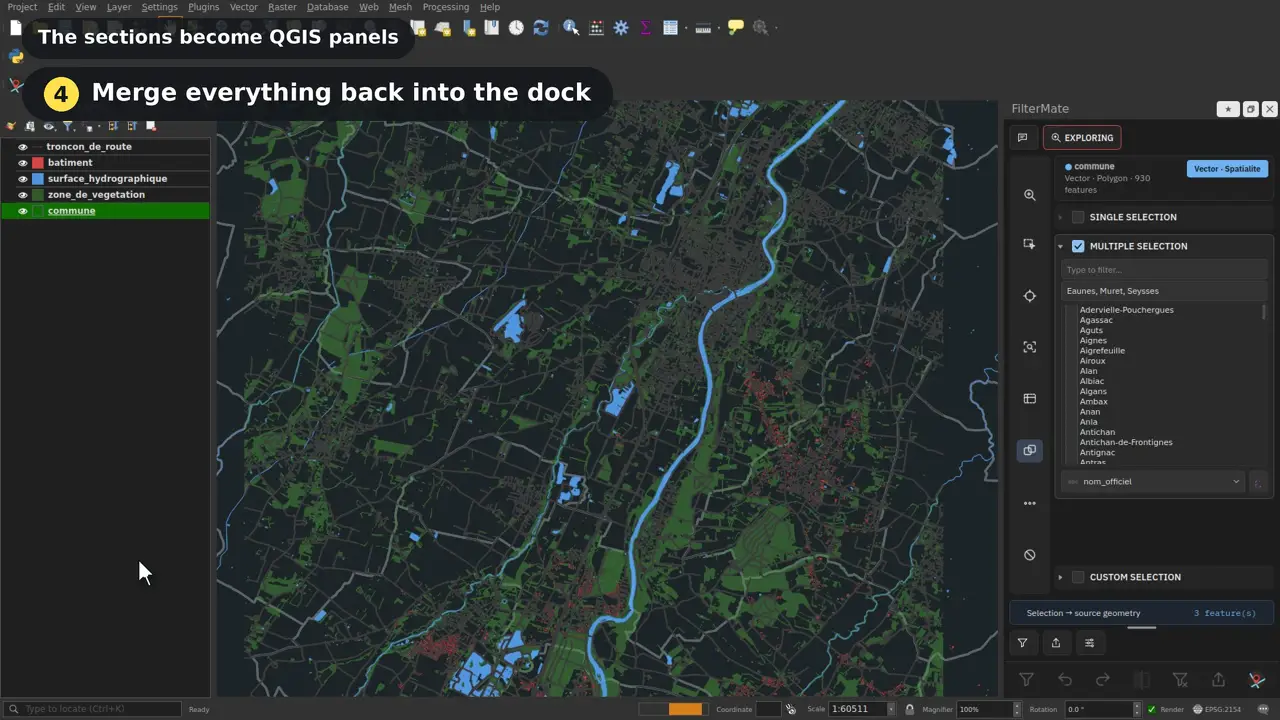 Project Edit View Layer Settings Plugins Vector Raster Database Web Mesh Processing Help
The sections become QGIS panels
4 Merge everything back into the dock
FilterMate
EXPLORING
troncon_de_route
batiment
surface_hydrographique
zone_de_vegetation
commune
commune
Vector · Polygon · 930
features
Vector · Spatialite
SINGLE SELECTION
MULTIPLE SELECTION
Type to filter...
Eaunes, Muret, Seysses
Adervielle-Pouchergues
Agassac
Aguts
Aignes
Aigrefeuille
Airoux
Alan
Albiac
Algans
Ambax
Anan
Anla
Antichan
Antichan-de-Frontignes
Antignac
Antras
nom_officiel
CUSTOM SELECTION
Selection → source geometry 3 feature(s)
Type to locate (Ctrl+K) Ready Coordinate Scale 1:60511 Magnifier 100% Rotation 0.0 ° Render EPSG:2154